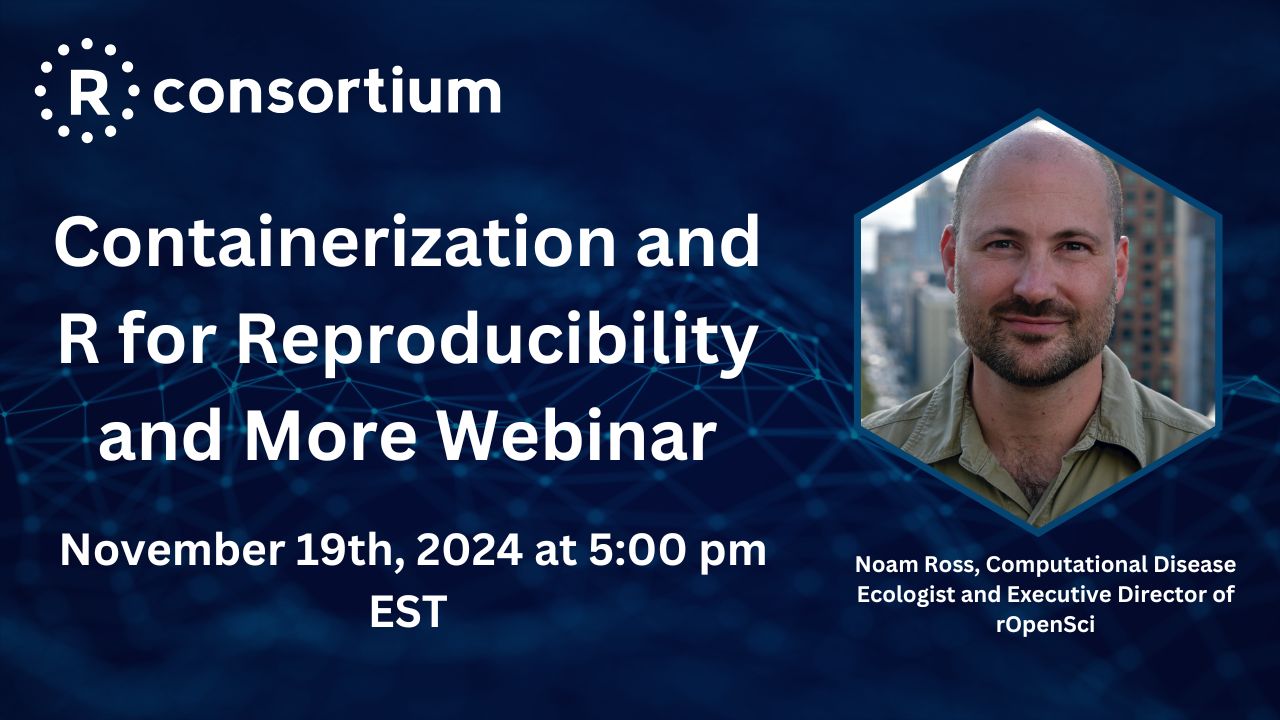 R consortium
Containerization and
R for Reproducibility
and More Webinar
November 19th, 2024 at 5:00 pm
EST
Noam Ross, Computational Disease
Ecologist and Executive Director of
rOpenSci